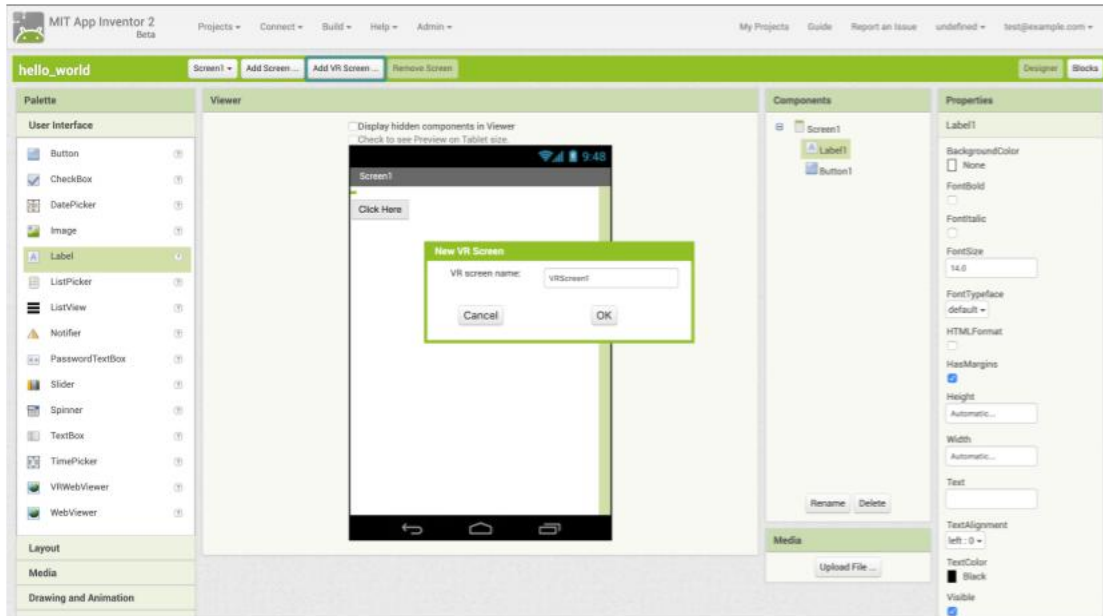 MIT App Inventor 2
Beta
Projects Connect Build Help Admin
My Projects Guide Report an Issue undefined test@example.com
hello_world
Screen1 Add Screen ... Add VR Screen ... Remove Screen
Designer Blocks
Palette
User Interface
Button
CheckBox
DatePicker
Image
Label
ListPicker
ListView
Notifier
PasswordTextBox
Slider
Spinner
TextBox
TimePicker
VRWebViewer
WebViewer
Layout
Media
Drawing and Animation
Viewer
Display hidden components in Viewer
Check to see Preview on Tablet size.
9:48
Screen1
Click Here
New VR Screen
VR screen name: VRScreen1
Cancel OK
Components
Screen1
Label1
Button1
Rename Delete
Media
Upload File ...
Properties
Label1
BackgroundColor
None
FontBold
FontItalic
FontSize
14.0
FontTypeface
default
HTMLFormat
HasMargins
Height
Automatic...
Width
Automatic...
Text
TextAlignment
left : 0
TextColor
Black
Visible